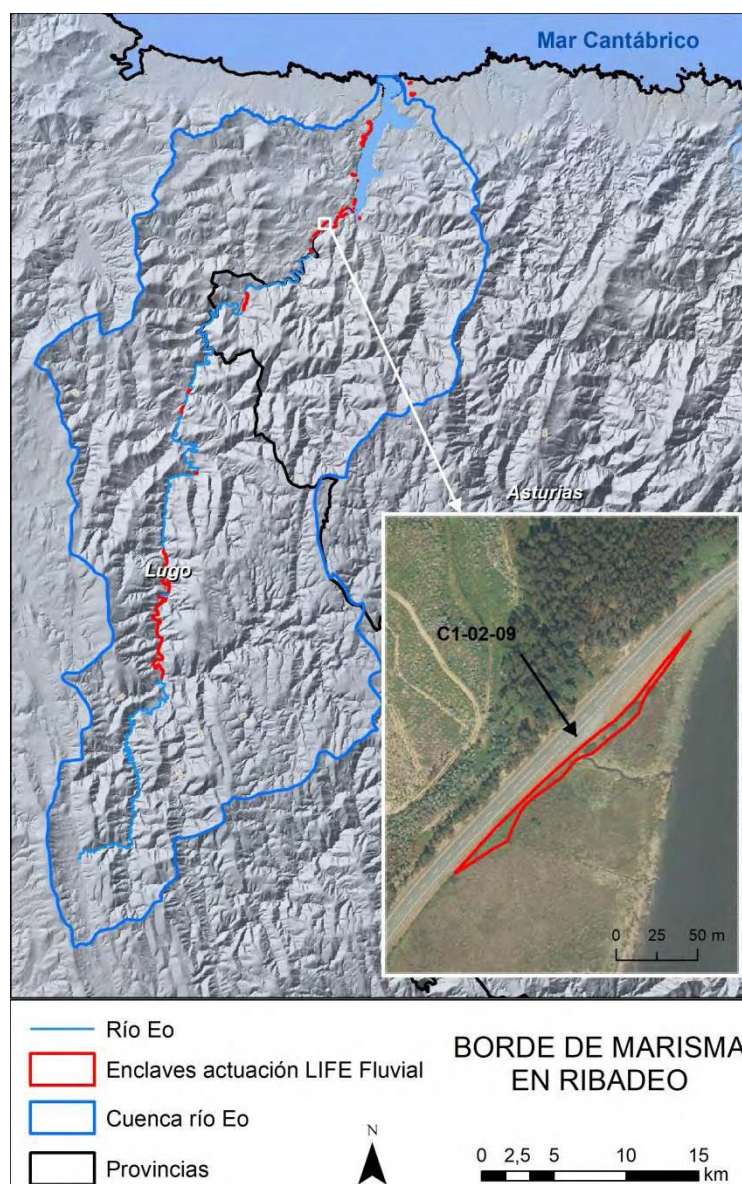 Mar Cantábrico
Asturias
Lugo
C1-02-09
0 25 50 m
Río Eo
Enclaves actuación LIFE Fluvial
Cuenca río Eo
Provincias
BORDE DE MARISMA
EN RIBADEO
N
0 2,5 5 10 15
km